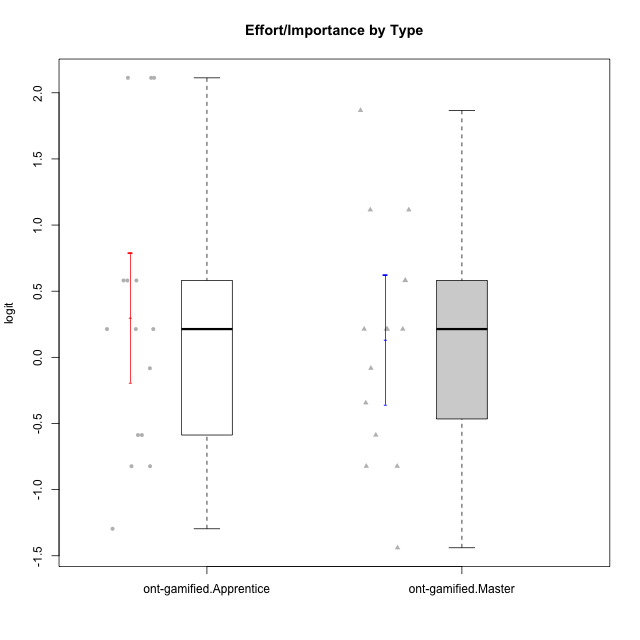 Effort/Importance by Type
logit
2.0
1.5
1.0
0.5
0.0
-0.5
-1.0
-1.5
ont-gamified.Apprentice
ont-gamified.Master